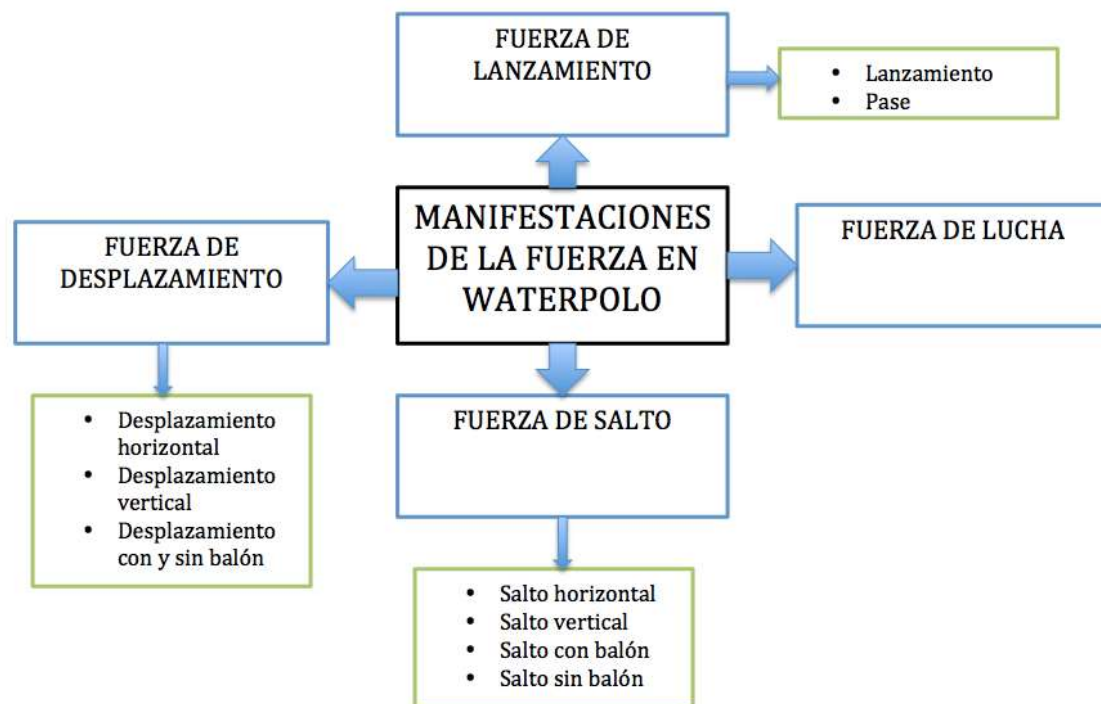 FUERZA DE
LANZAMIENTO
• Lanzamiento
• Pase
MANIFESTACIONES
DE LA FUERZA EN
WATERPOLO
FUERZA DE LUCHA
FUERZA DE
DESPLAZAMIENTO
• Desplazamiento
horizontal
• Desplazamiento
vertical
• Desplazamiento
con y sin balón
FUERZA DE SALTO
• Salto horizontal
• Salto vertical
• Salto con balón
• Salto sin balón